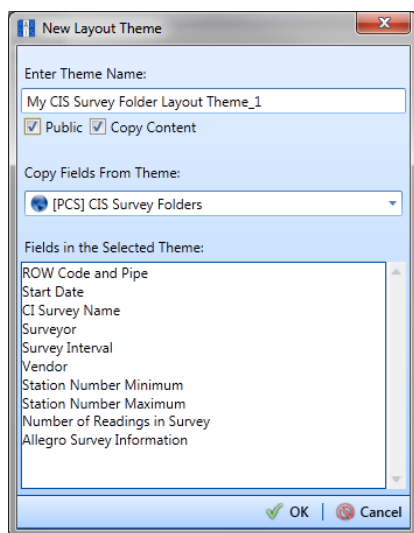 New Layout Theme
Enter Theme Name:
My CIS Survey Folder Layout Theme_1
Public Copy Content
Copy Fields From Theme:
[PCS] CIS Survey Folders
Fields in the Selected Theme:
ROW Code and Pipe
Start Date
CI Survey Name
Surveyor
Survey Interval
Vendor
Station Number Minimum
Station Number Maximum
Number of Readings in Survey
Allegro Survey Information
OK | Cancel